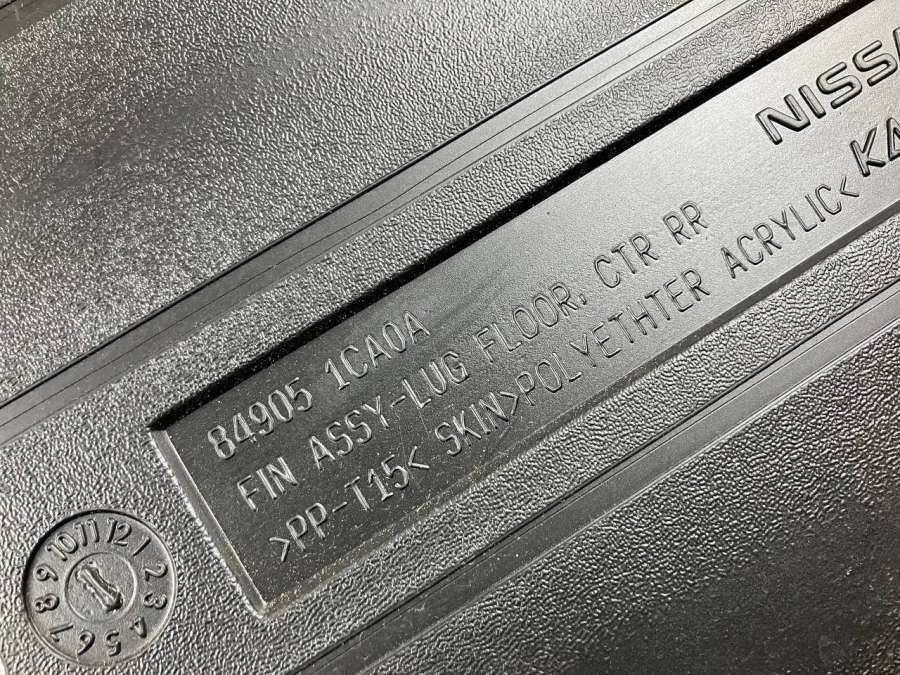 NISSA
KA
84905 1CA0A
FIN ASSY-LUG FLOOR, CTR RR
>PP-T15< SKIN>POLYETHTER ACRYLIC<
1 2 3 4 5 6 7 8 9 10 11 12